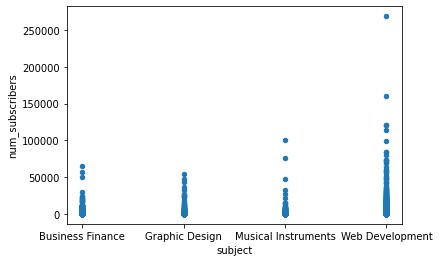 250000
200000
150000
100000
50000
0
num_subscribers
Business Finance Graphic Design Musical Instruments Web Development
subject